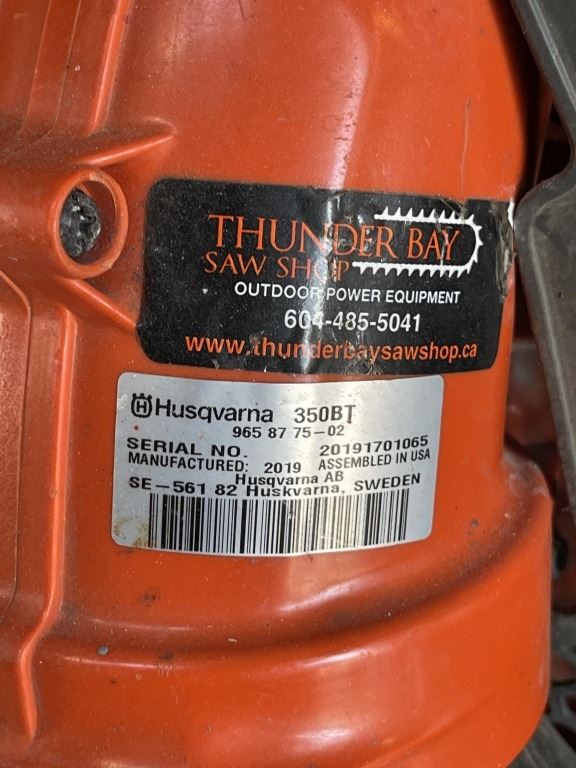 THUNDER BAY
SAW SHOP
OUTDOOR POWER EQUIPMENT
604-485-5041
www.thunderbaysawshop.ca
Husqvarna 350BT
965 87 75-02
SERIAL NO. 20191701065
MANUFACTURED: 2019 ASSEMBLED IN USA
Husqvarna AB
SE-561 82 Huskvarna, SWEDEN